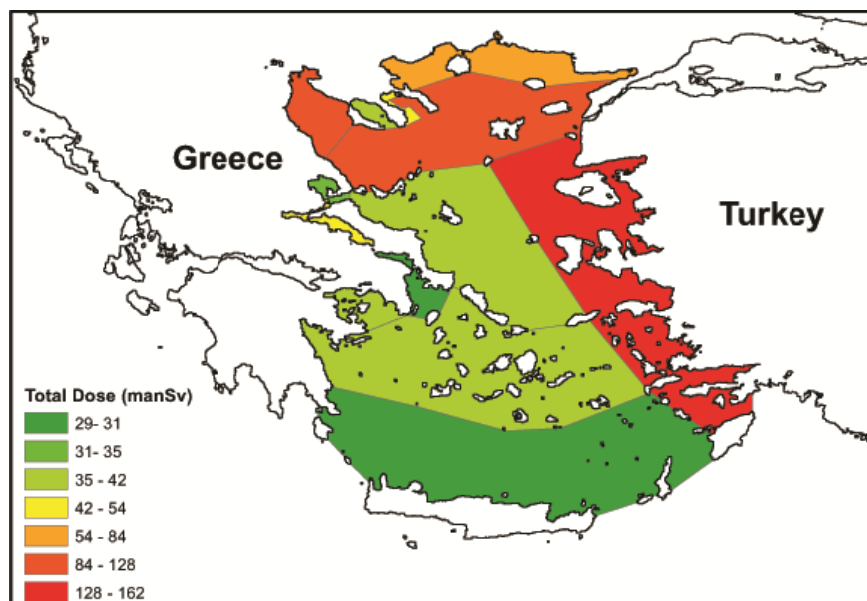 Greece
Turkey
Total Dose (manSv)
29- 31
31- 35
35 - 42
42 - 54
54 - 84
84 - 128
128 - 162